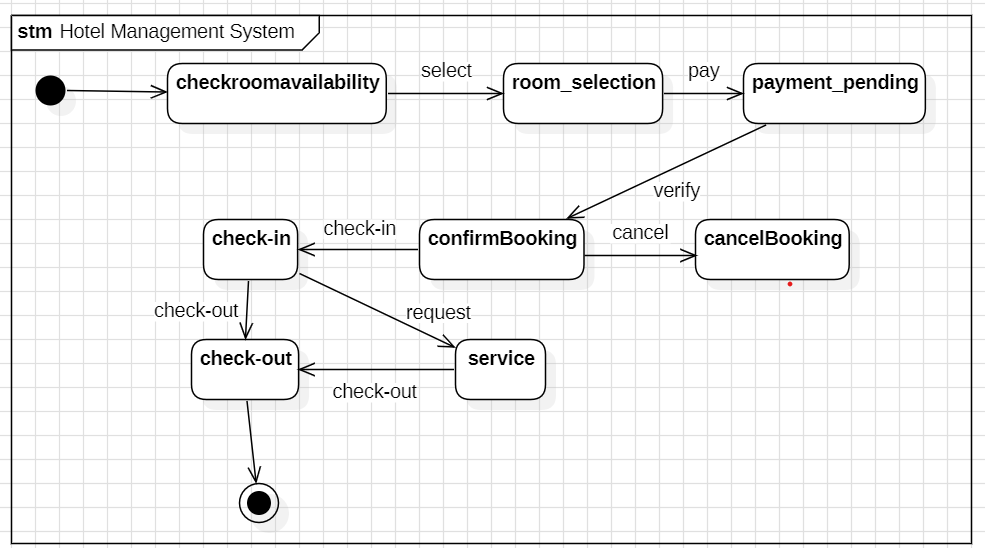 stm Hotel Management System
checkroomavailability
select
room_selection
pay
payment_pending
verify
check-in
check-in
confirmBooking
cancel
cancelBooking
check-out
request
check-out
service
check-out